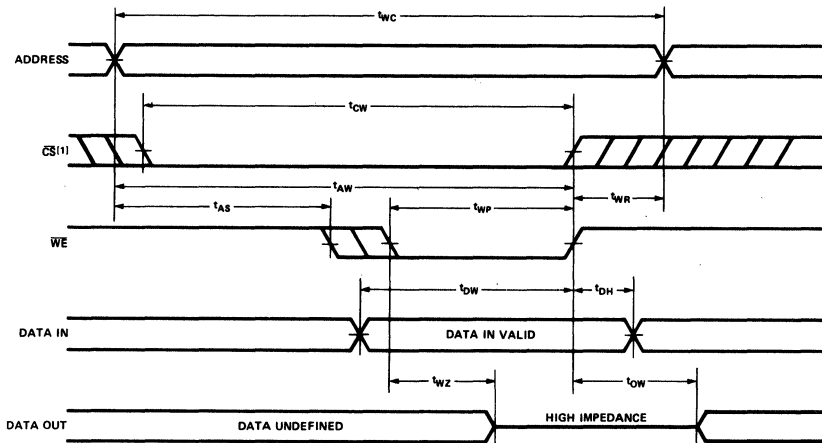 tWC
ADDRESS
tCW
CS[1]
tAW
tAS
tWP
tWR
WE
tDW
tDH
DATA IN
DATA IN VALID
tWZ
tOW
DATA OUT
DATA UNDEFINED
HIGH IMPEDANCE